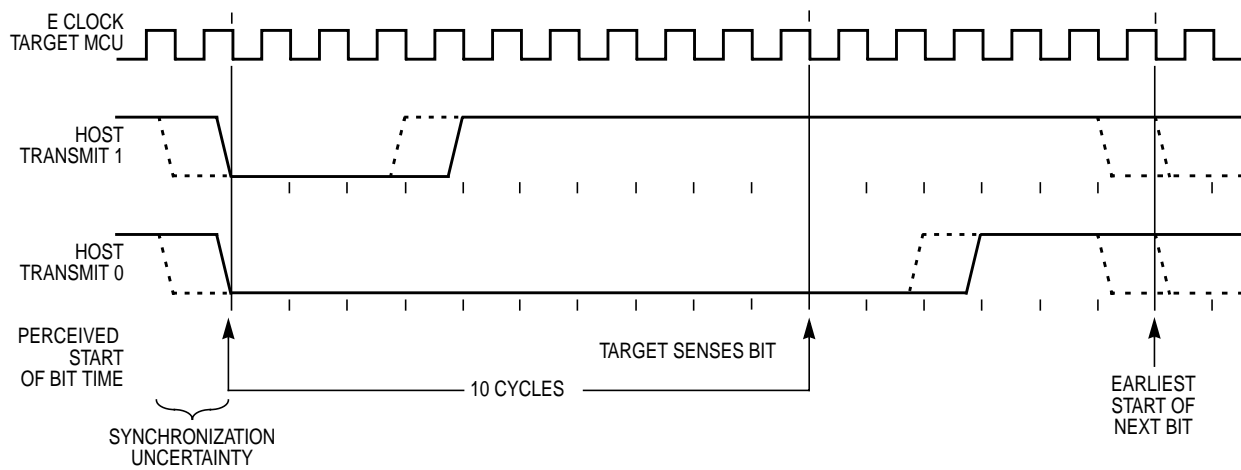 E CLOCK
TARGET MCU
HOST
TRANSMIT 1
HOST
TRANSMIT 0
PERCEIVED
START
OF BIT TIME
TARGET SENSES BIT
10 CYCLES
EARLIEST
START OF
NEXT BIT
SYNCHRONIZATION
UNCERTAINTY